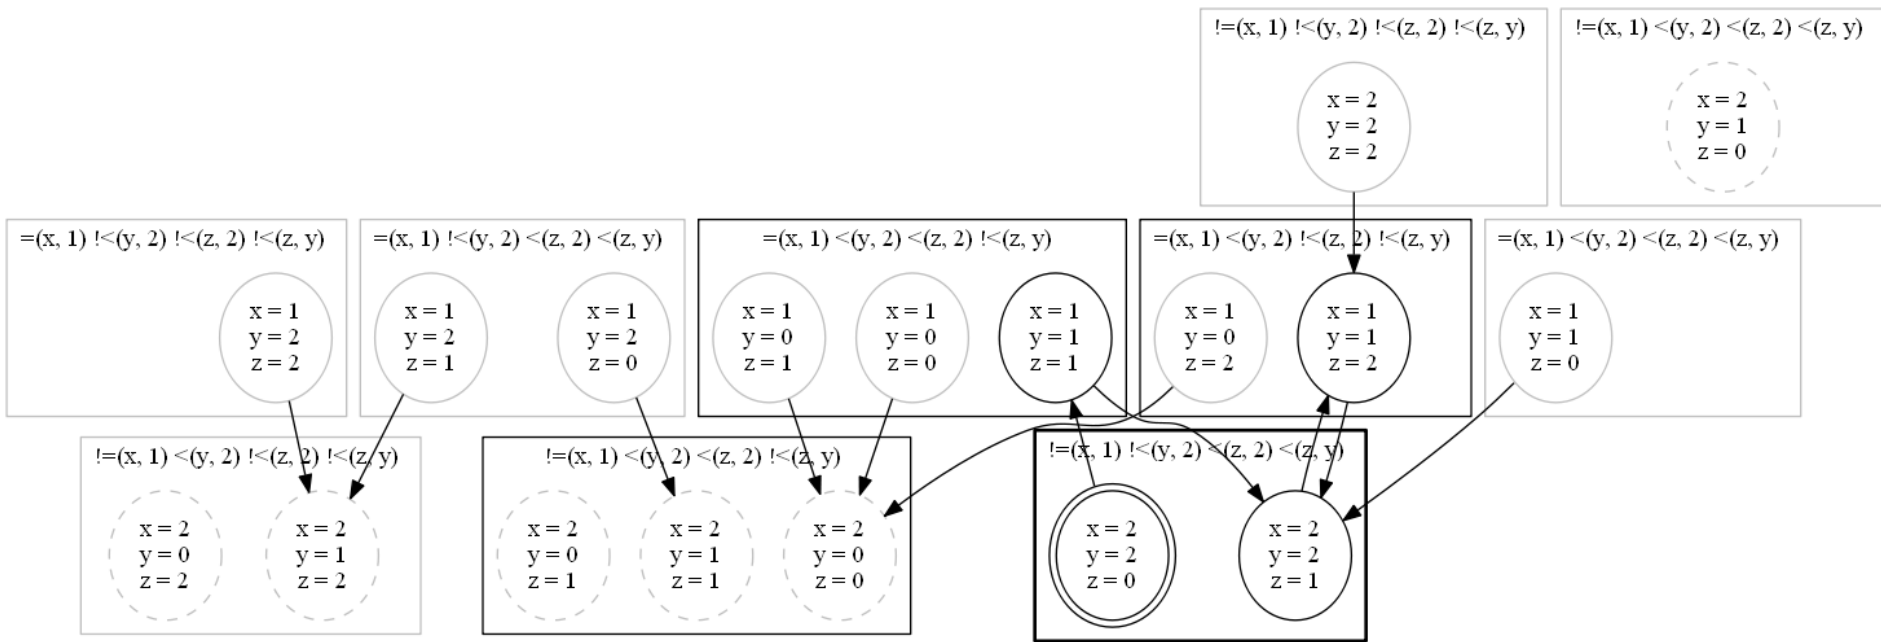 !=(x, 1) !<(y, 2) !<(z, 2) !<(z, y)
x = 2
y = 2
z = 2
!=(x, 1) <(y, 2) <(z, 2) <(z, y)
x = 2
y = 1
z = 0
=(x, 1) !<(y, 2) !<(z, 2) !<(z, y)
x = 1
y = 2
z = 2
=(x, 1) !<(y, 2) <(z, 2) <(z, y)
x = 1
y = 2
z = 1
x = 1
y = 2
z = 0
=(x, 1) <(y, 2) <(z, 2) !<(z, y)
x = 1
y = 0
z = 1
x = 1
y = 0
z = 0
x = 1
y = 1
z = 1
=(x, 1) <(y, 2) !<(z, 2) !<(z, y)
x = 1
y = 0
z = 2
x = 1
y = 1
z = 2
=(x, 1) <(y, 2) <(z, 2) <(z, y)
x = 1
y = 1
z = 0
!=(x, 1) <(y, 2) !<(z, 2) !<(z, y)
x = 2
y = 0
z = 2
x = 2
y = 1
z = 2
!=(x, 1) <(y, 2) <(z, 2) !<(z, y)
x = 2
y = 0
z = 1
x = 2
y = 1
z = 1
x = 2
y = 0
z = 0
!=(x, 1) !<(y, 2) <(z, 2) <(z, y)
x = 2
y = 2
z = 0
x = 2
y = 2
z = 1